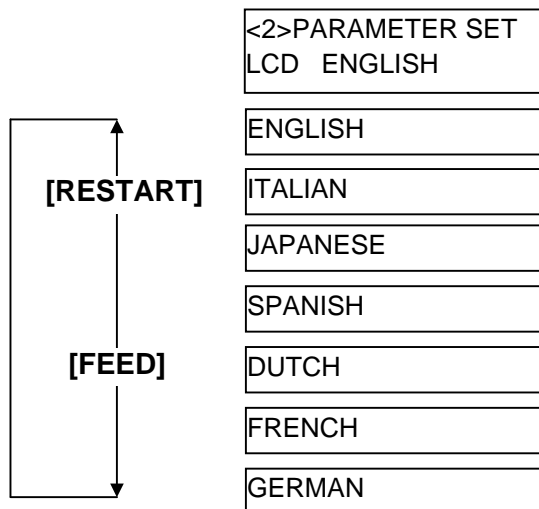 <2>PARAMETER SET
LCD ENGLISH
ENGLISH
[RESTART]
ITALIAN
JAPANESE
SPANISH
[FEED]
DUTCH
FRENCH
GERMAN